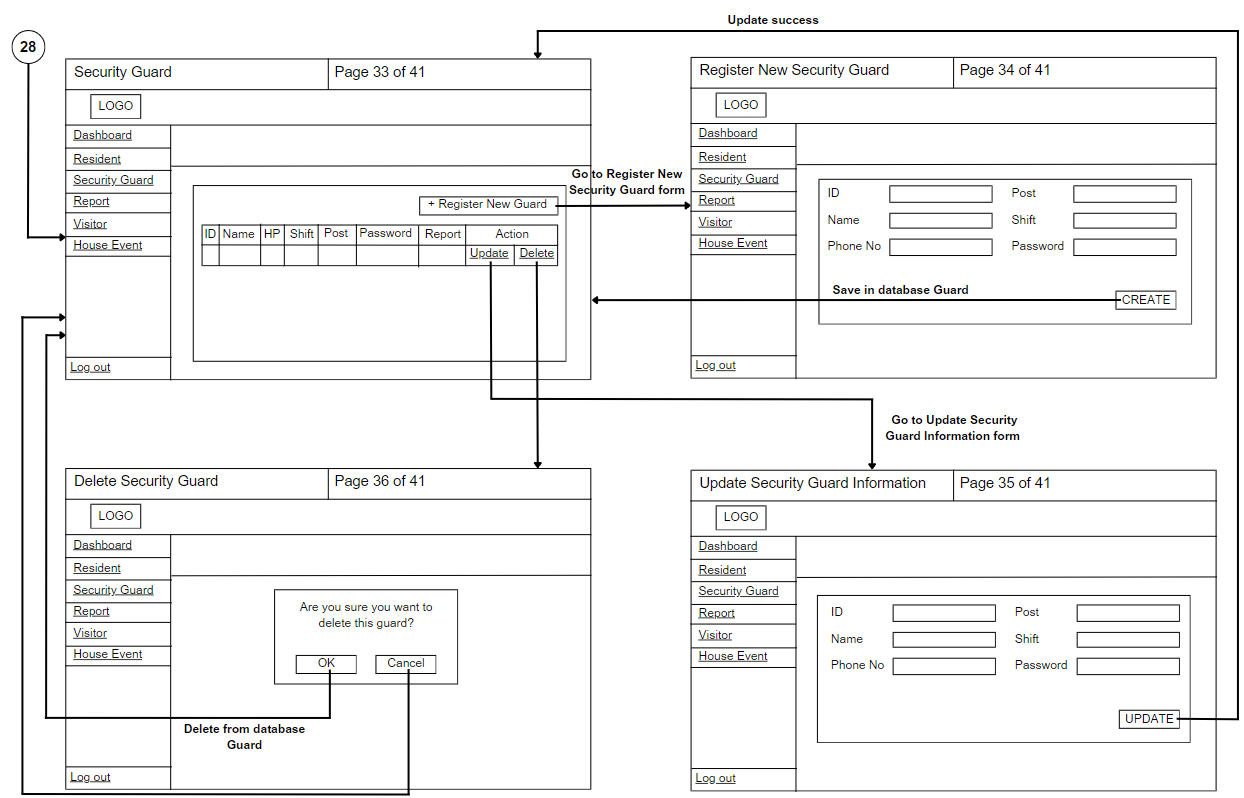 Update success
28
Security Guard
Page 33 of 41
LOGO
Dashboard
Resident
Security Guard
Report
Visitor
House Event
Log out
+ Register New Guard
ID Name HP Shift Post Password Report Action
Update Delete
Go to Register New
Security Guard form
Register New Security Guard
Page 34 of 41
LOGO
Dashboard
Resident
Security Guard
Report
Visitor
House Event
Log out
ID Post
Name Shift
Phone No Password
Save in database Guard
CREATE
Go to Update Security
Guard Information form
Delete Security Guard
Page 36 of 41
LOGO
Dashboard
Resident
Security Guard
Report
Visitor
House Event
Log out
Are you sure you want to
delete this guard?
OK Cancel
Delete from database
Guard
Update Security Guard Information
Page 35 of 41
LOGO
Dashboard
Resident
Security Guard
Report
Visitor
House Event
Log out
ID Post
Name Shift
Phone No Password
UPDATE